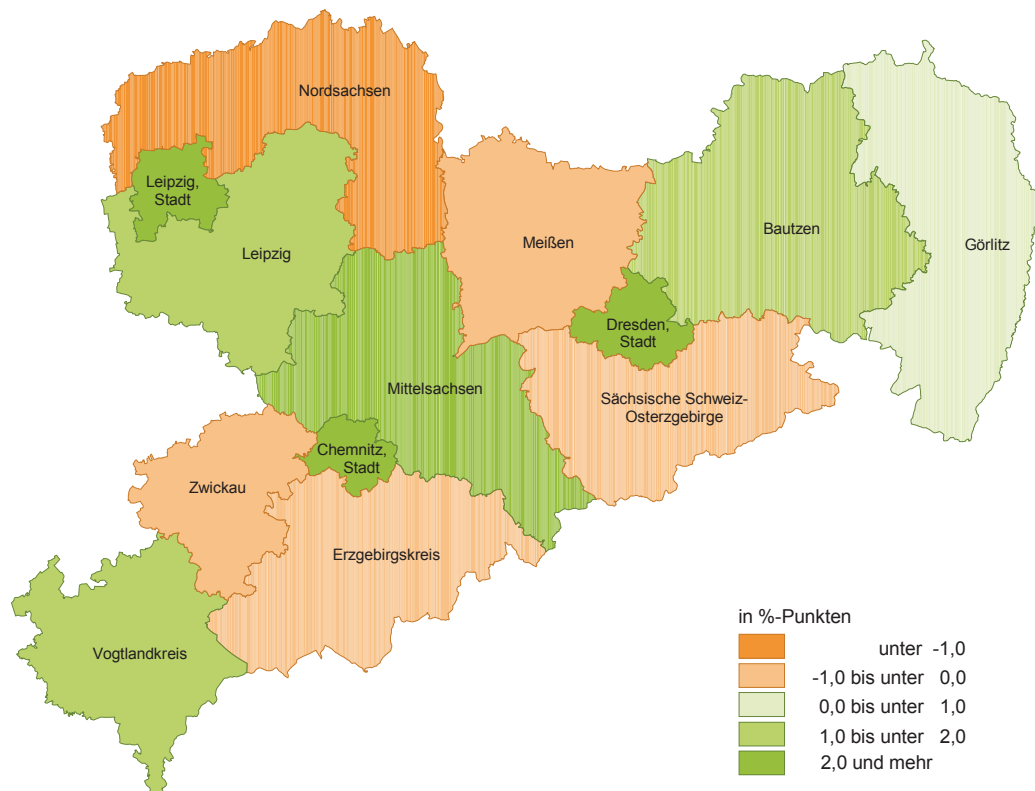 Nordsachsen
Leipzig,
Stadt
Leipzig
Meißen
Bautzen
Görlitz
Dresden,
Stadt
Mittelsachsen
Sächsische Schweiz-
Osterzgebirge
Chemnitz,
Stadt
Zwickau
Erzgebirgskreis
Vogtlandkreis
in %-Punkten
unter -1,0
-1,0 bis unter 0,0
0,0 bis unter 1,0
1,0 bis unter 2,0
2,0 und mehr